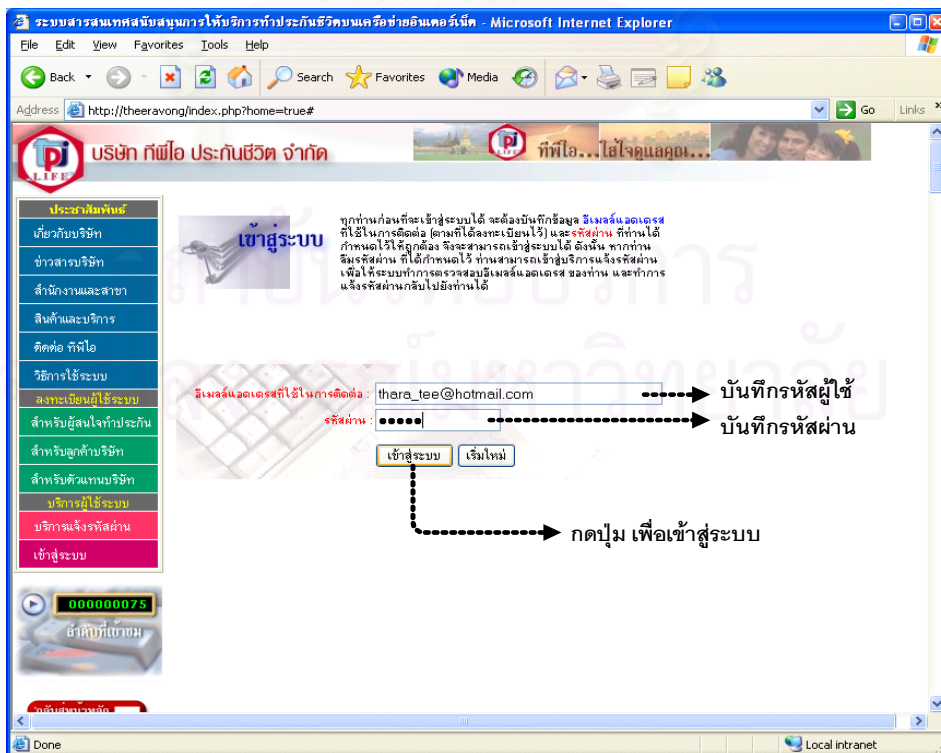 ระบบสารสนเทศสนับสนุนการให้บริการทำประกันชีวิตบนเครือข่ายอินเตอร์เน็ต - Microsoft Internet Explorer
File Edit View Favorites Tools Help
Back Search Favorites Media
Address http://theeravong/index.php?home=true# Go Links
TPI LIFE
บริษัท ทีพีไอ ประกันชีวิต จำกัด
ทีพีไอ...ใส่ใจดูแลคุณ...
ประชาสัมพันธ์
เกี่ยวกับบริษัท
ข่าวสารบริษัท
สำนักงานและสาขา
สินค้าและบริการ
ติดต่อ ทีพีไอ
วิธีการใช้ระบบ
ลงทะเบียนผู้ใช้ระบบ
สำหรับผู้สนใจทำประกัน
สำหรับลูกค้าบริษัท
สำหรับตัวแทนบริษัท
บริการผู้ใช้ระบบ
บริการแจ้งรหัสผ่าน
เข้าสู่ระบบ
000000075
ลำดับที่เข้าชม
กลับสู่หน้าหลัก
เข้าสู่ระบบ
ทุกท่านก่อนที่จะเข้าสู่ระบบได้ จะต้องบันทึกข้อมูล อีเมลล์แอดเดรส
ที่ใช้ในการติดต่อ (ตามที่ได้ลงทะเบียนไว้) และรหัสผ่าน ที่ท่านได้
กำหนดไว้ให้ถูกต้อง จึงจะสามารถเข้าสู่ระบบได้ ดังนั้น หากท่าน
ลืมรหัสผ่าน ที่ได้กำหนดไว้ ท่านสามารถเข้าสู่บริการแจ้งรหัสผ่าน
เพื่อให้ระบบทำการตรวจสอบอีเมลล์แอดเดรส ของท่าน และทำการ
แจ้งรหัสผ่านกลับไปยังท่านได้
อีเมลล์แอดเดรสที่ใช้ในการติดต่อ : thara_tee@hotmail.com
บันทึกรหัสผู้ใช้
รหัสผ่าน : •••••
บันทึกรหัสผ่าน
เข้าสู่ระบบ เริ่มใหม่
กดปุ่ม เพื่อเข้าสู่ระบบ
Done Local intranet